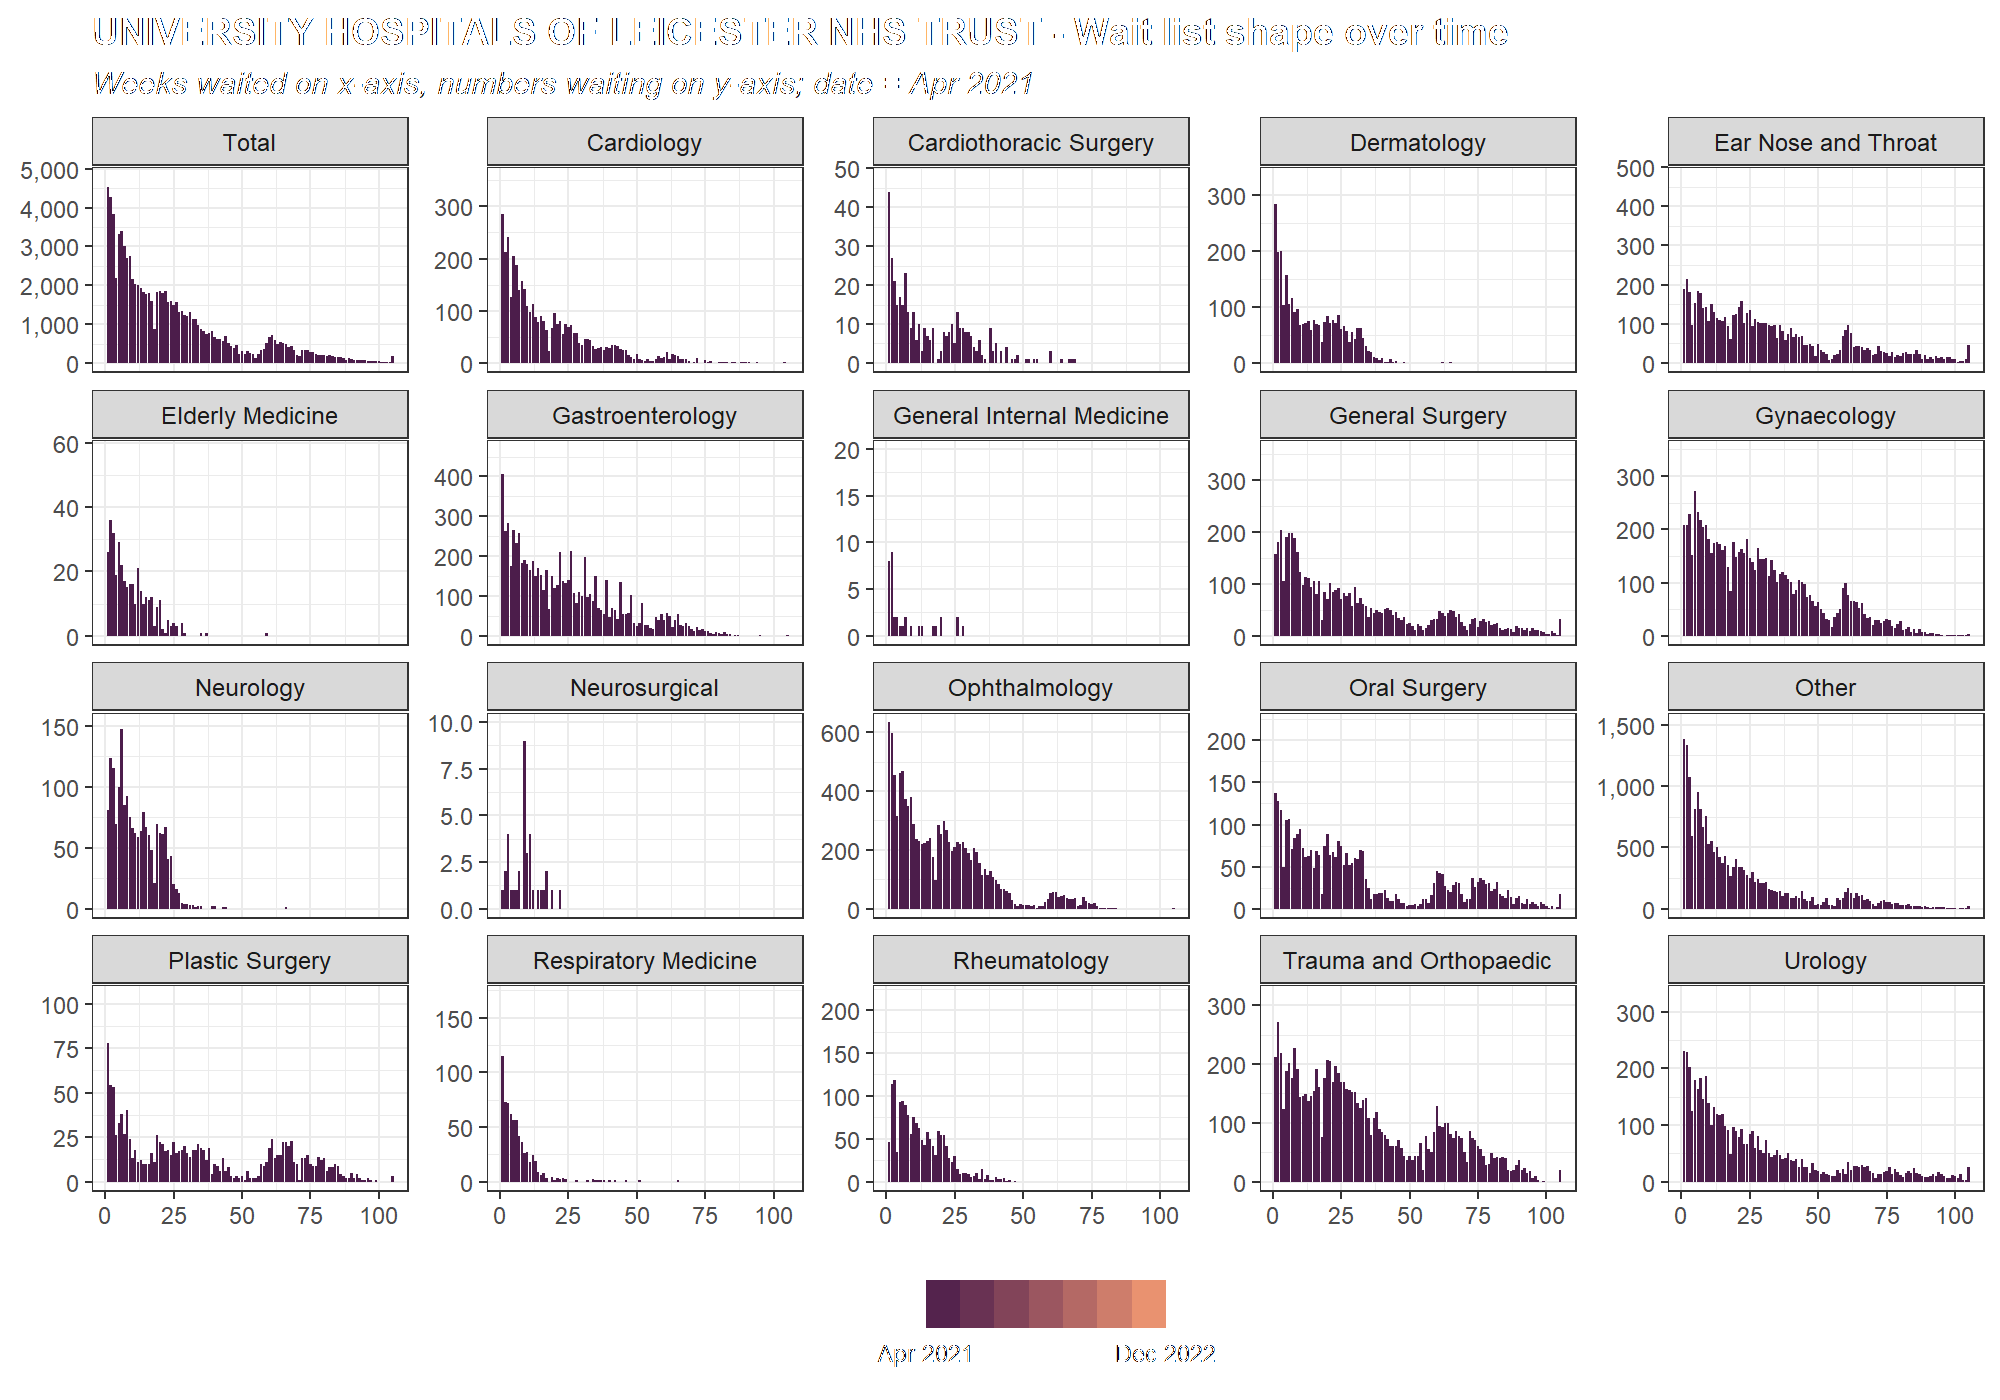 UNIVERSITY HOSPITALS OF LEICESTER NHS TRUST - Wait list shape over time
Weeks waited on x-axis, numbers waiting on y-axis; date = Apr 2021
Total Cardiology Cardiothoracic Surgery Dermatology Ear Nose and Throat
5,000 4,000 3,000 2,000 1,000 0
300 200 100 0
50 40 30 20 10 0
300 200 100 0
500 400 300 200 100 0
Elderly Medicine Gastroenterology General Internal Medicine General Surgery Gynaecology
60 40 20 0
400 300 200 100 0
20 15 10 5 0
300 200 100 0
300 200 100 0
Neurology Neurosurgical Ophthalmology Oral Surgery Other
150 100 50 0
10.0 7.5 5.0 2.5 0.0
600 400 200 0
200 150 100 50 0
1,500 1,000 500 0
Plastic Surgery Respiratory Medicine Rheumatology Trauma and Orthopaedic Urology
100 75 50 25 0
150 100 50 0
200 150 100 50 0
300 200 100 0
300 200 100 0
0 25 50 75 100 0 25 50 75 100 0 25 50 75 100 0 25 50 75 100 0 25 50 75 100
Apr 2021 Dec 2022